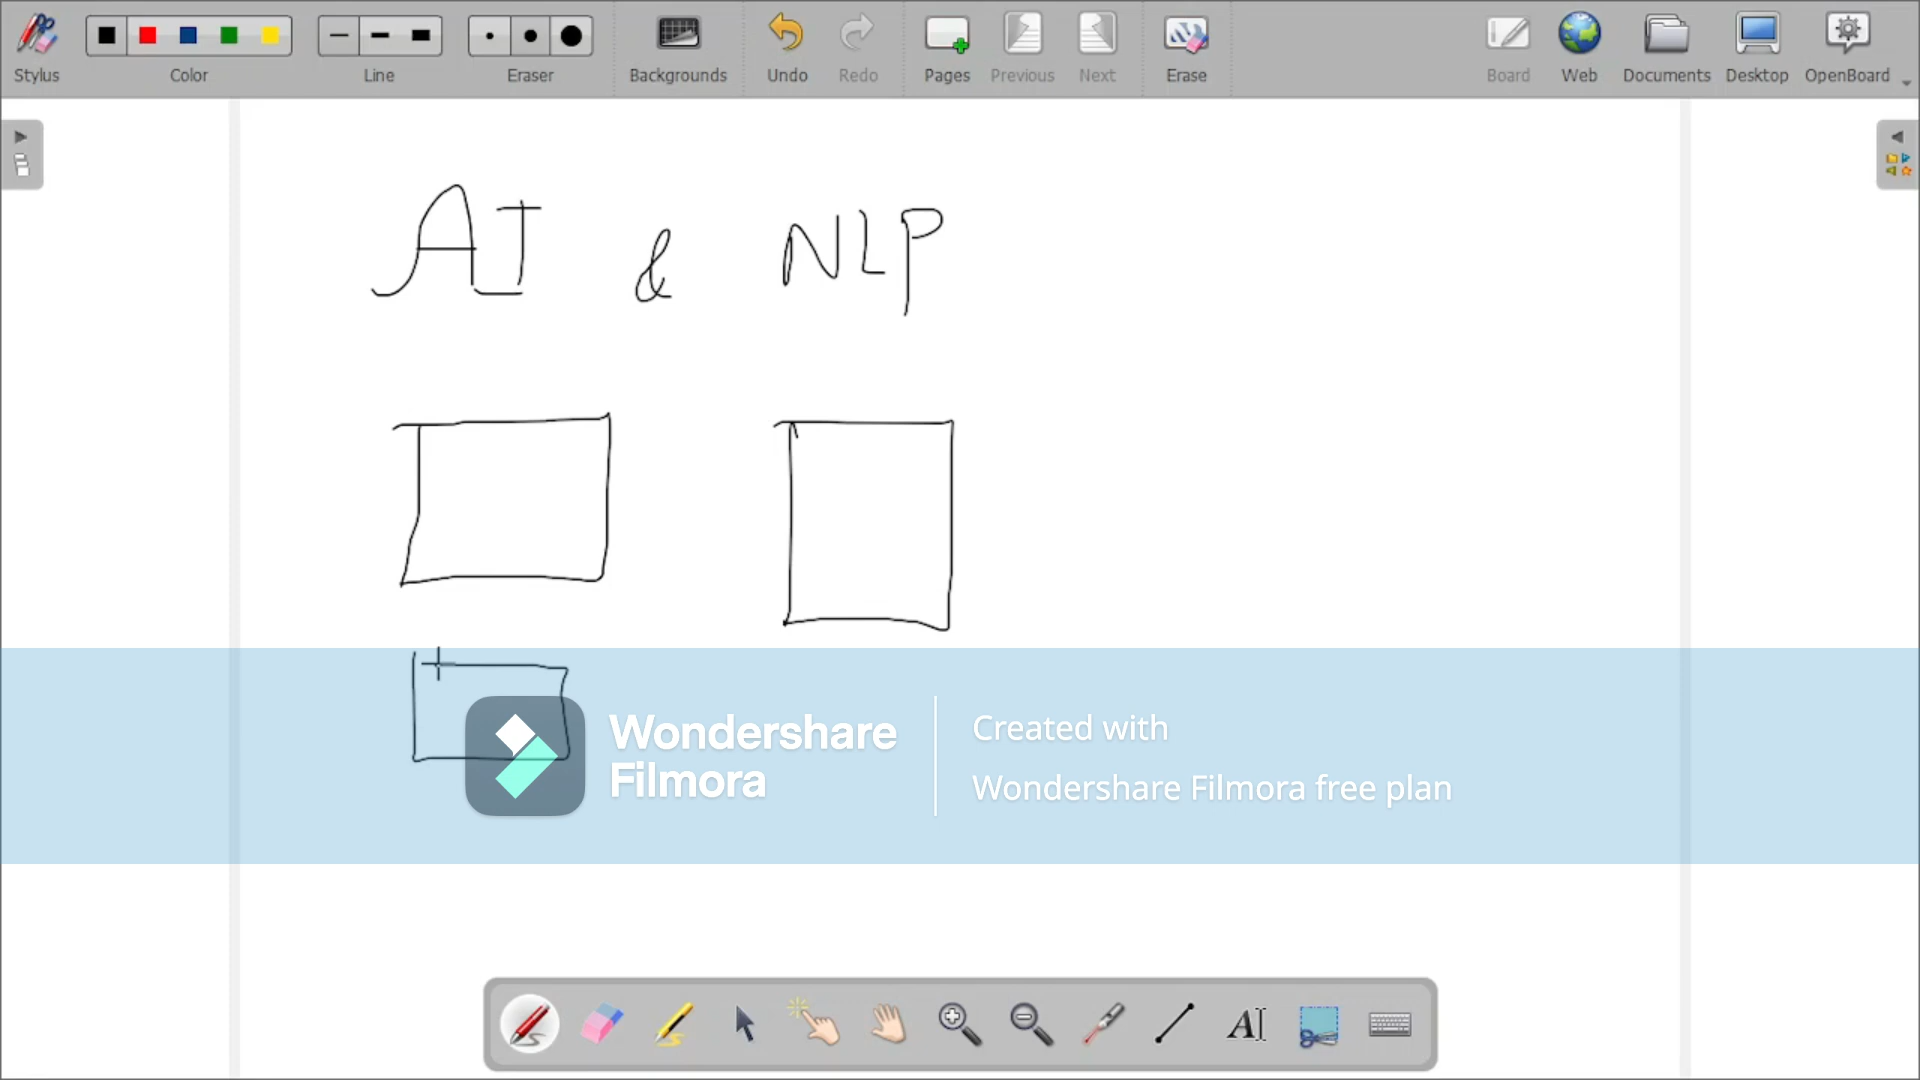 Stylus Color Line Eraser Backgrounds Undo Redo Pages Previous Next Erase Board Web Documents Desktop OpenBoard
AI & NLP
Wondershare Filmora
Created with
Wondershare Filmora free plan
AI